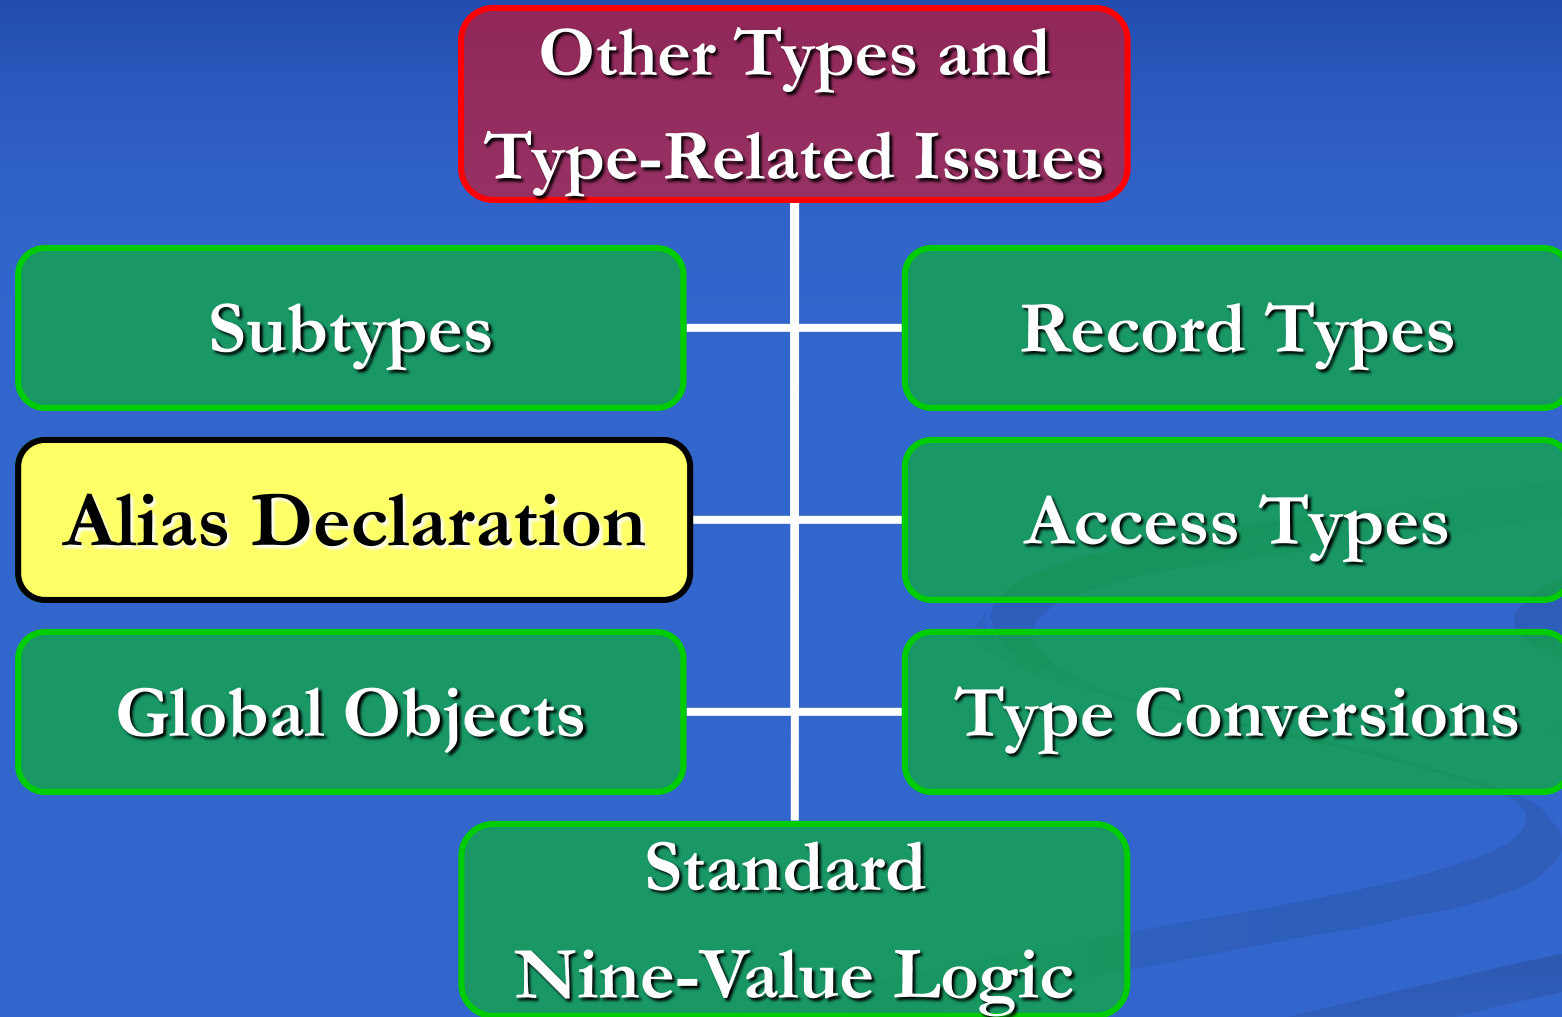 Other Types and
Type-Related Issues
Subtypes
Record Types
Alias Declaration
Access Types
Global Objects
Type Conversions
Standard
Nine-Value Logic